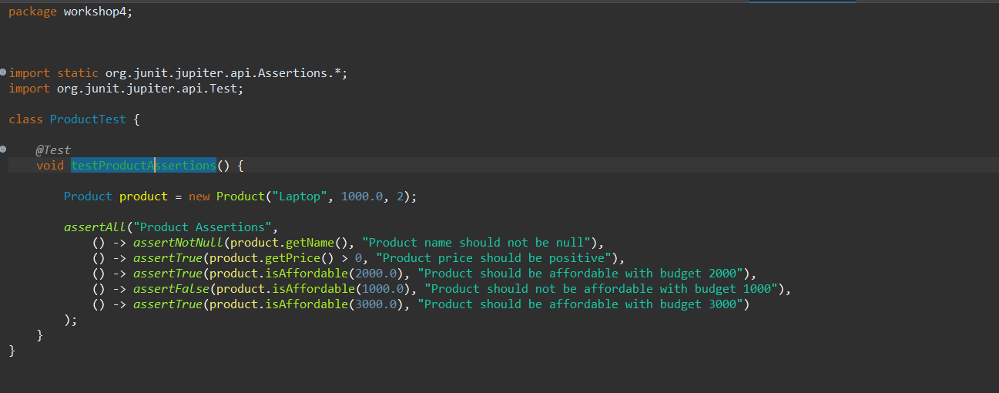 package workshop4;
import static org.junit.jupiter.api.Assertions.*;
import org.junit.jupiter.api.Test;
class ProductTest {
@Test
void testProductAssertions() {
Product product = new Product("Laptop", 1000.0, 2);
assertAll("Product Assertions",
() -> assertNotNull(product.getName(), "Product name should not be null"),
() -> assertTrue(product.getPrice() > 0, "Product price should be positive"),
() -> assertTrue(product.isAffordable(2000.0), "Product should be affordable with budget 2000"),
() -> assertFalse(product.isAffordable(1000.0), "Product should not be affordable with budget 1000"),
() -> assertTrue(product.isAffordable(3000.0), "Product should be affordable with budget 3000")
);
}
}